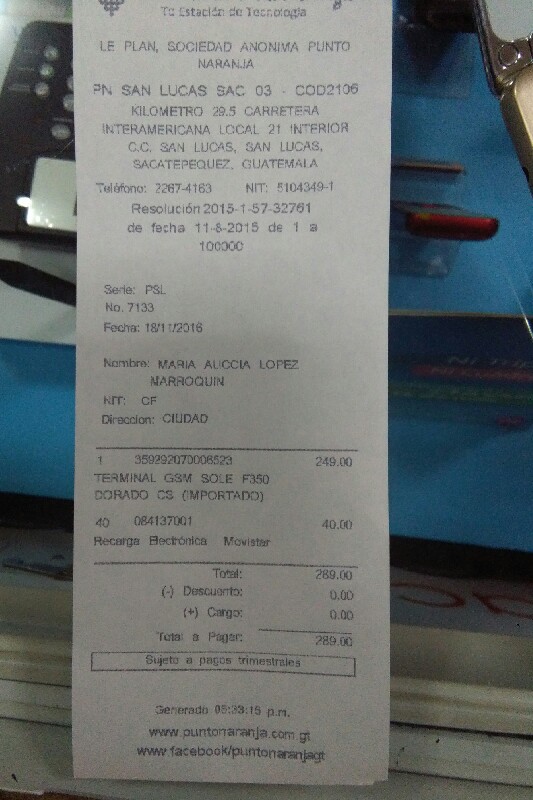 Tu Estación de Tecnología
LE PLAN, SOCIEDAD ANONIMA PUNTO
NARANJA
PN SAN LUCAS SAC 03 - COD2106
KILOMETRO 29.5 CARRETERA
INTERAMERICANA LOCAL 21 INTERIOR
C.C. SAN LUCAS, SAN LUCAS,
SACATEPEQUEZ, GUATEMALA
Teléfono: 2267-4163 NIT: 5104349-1
Resolución 2015-1-57-32761
de fecha 11-8-2015 de 1 a
100000
Serie: PSL
No. 7133
Fecha: 18/11/2016
Nombre: MARIA AUCCIA LOPEZ
MARROQUIN
NIT: CF
Direccion: CIUDAD
1 359292070006523 249.00
TERMINAL GSM SOLE F350
DORADO CS (IMPORTADO)
40 084137001 40.00
Recarga Electrónica Movistar
Total: 289.00
(-) Descuento: 0.00
(+) Cargo: 0.00
Total a Pagar: 289.00
Sujeto a pagos trimestrales
Generado 05:33:15 p.m.
www.puntonaranja.com.gt
www.facebook/puntonaranjagt